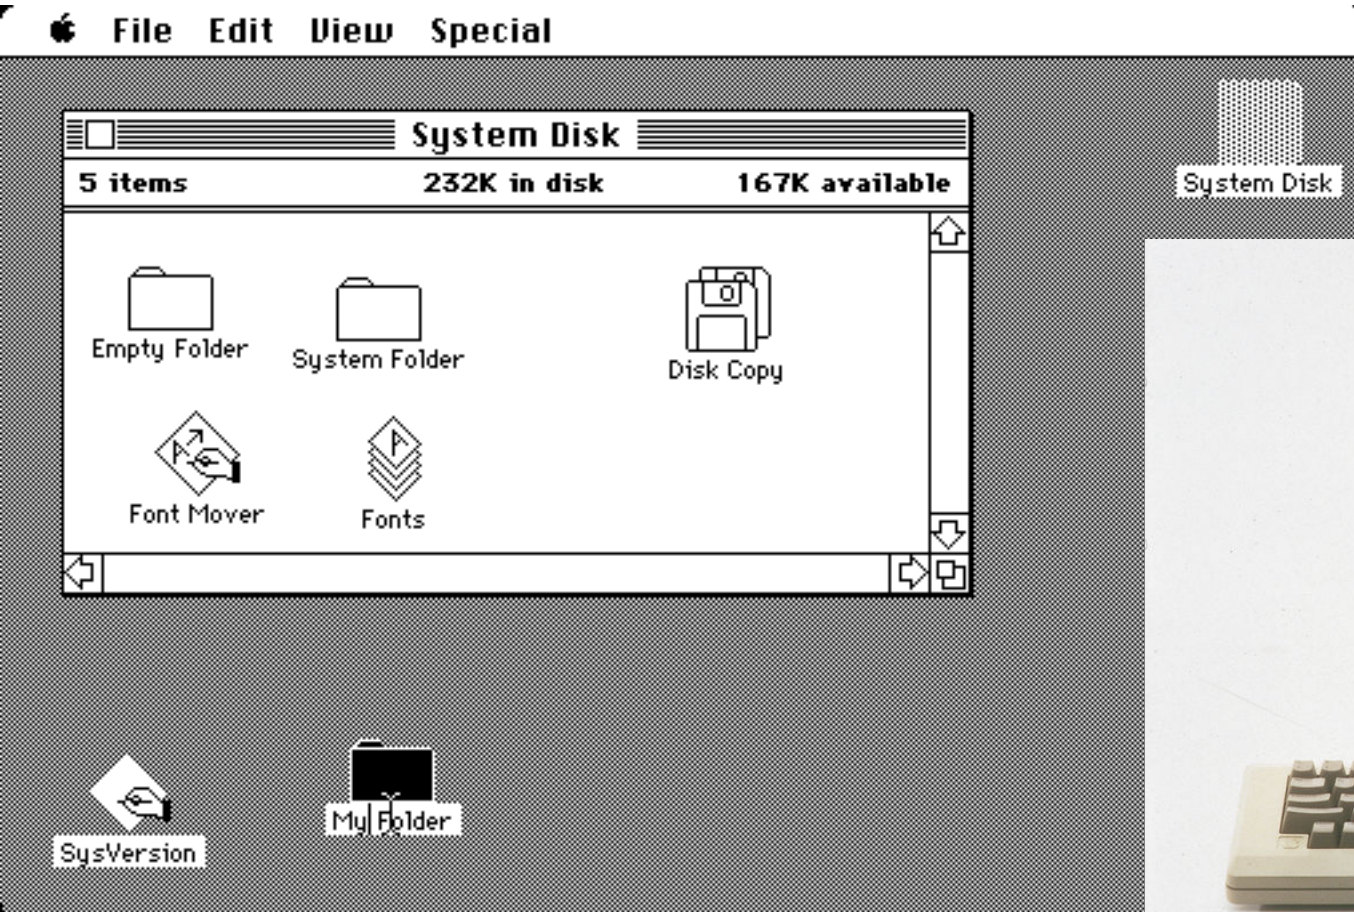 File Edit View Special
System Disk
5 items 232K in disk 167K available
Empty Folder
System Folder
Disk Copy
Font Mover
Fonts
System Disk
SysVersion
My Folder